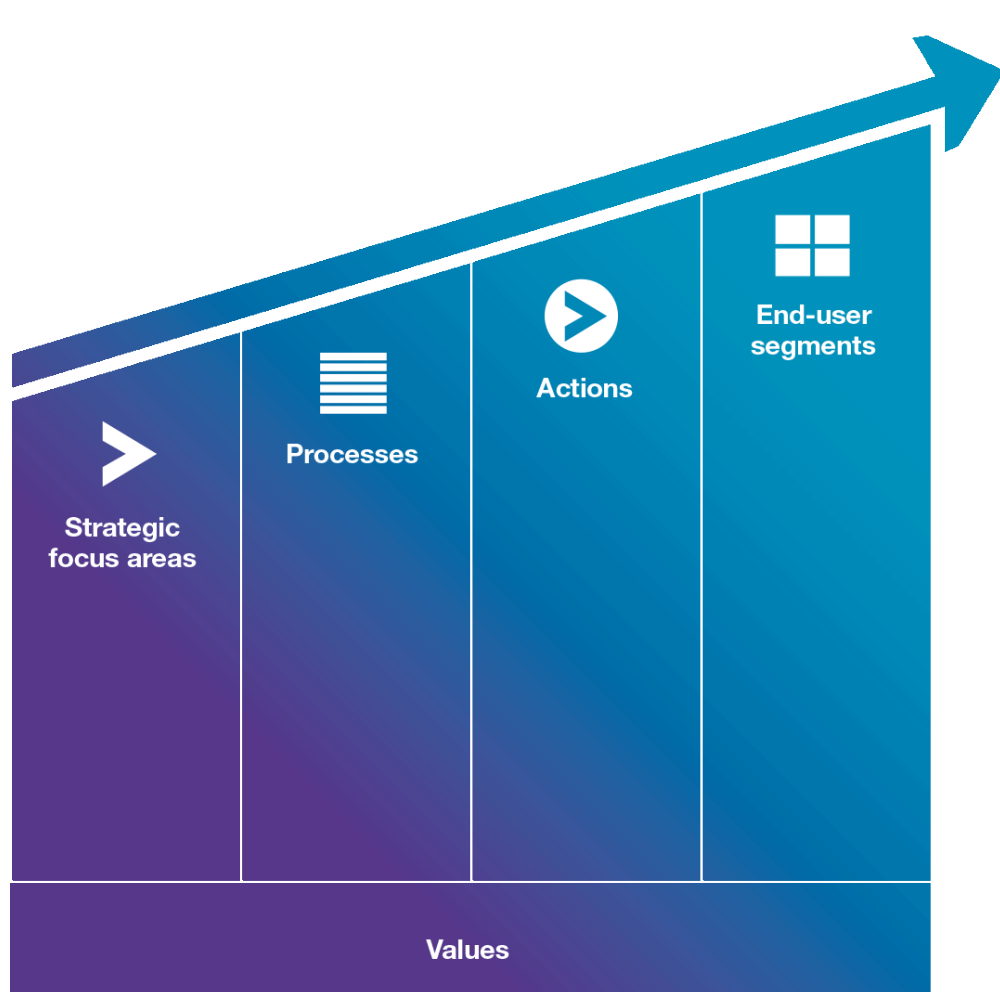 Strategic
focus areas
Processes
Actions
End-user
segments
Values